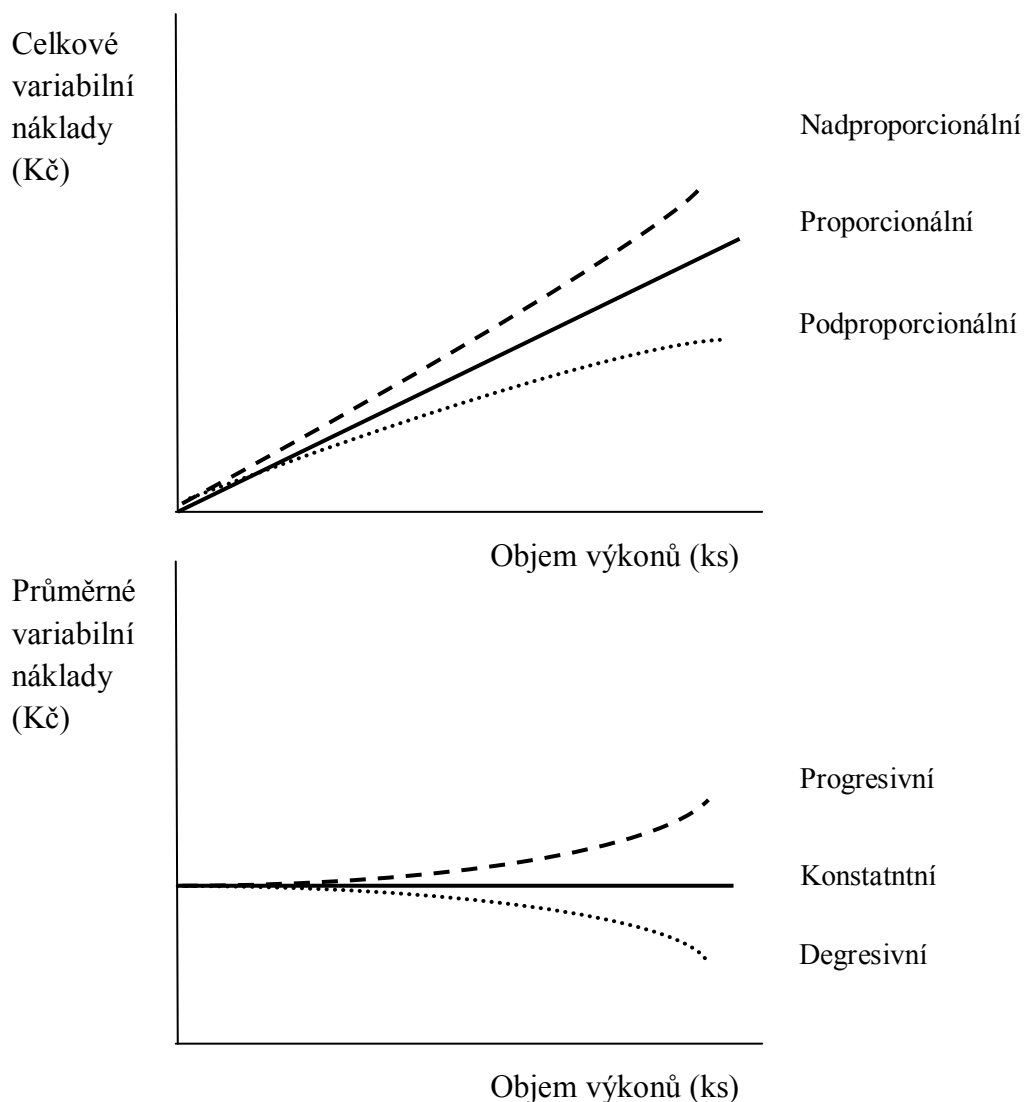 Celkové
variabilní
náklady
(Kč)
Nadproporcionální
Proporcionální
Podproporcionální
Objem výkonů (ks)
Průměrné
variabilní
náklady
(Kč)
Progresivní
Konstatntní
Degresivní
Objem výkonů (ks)